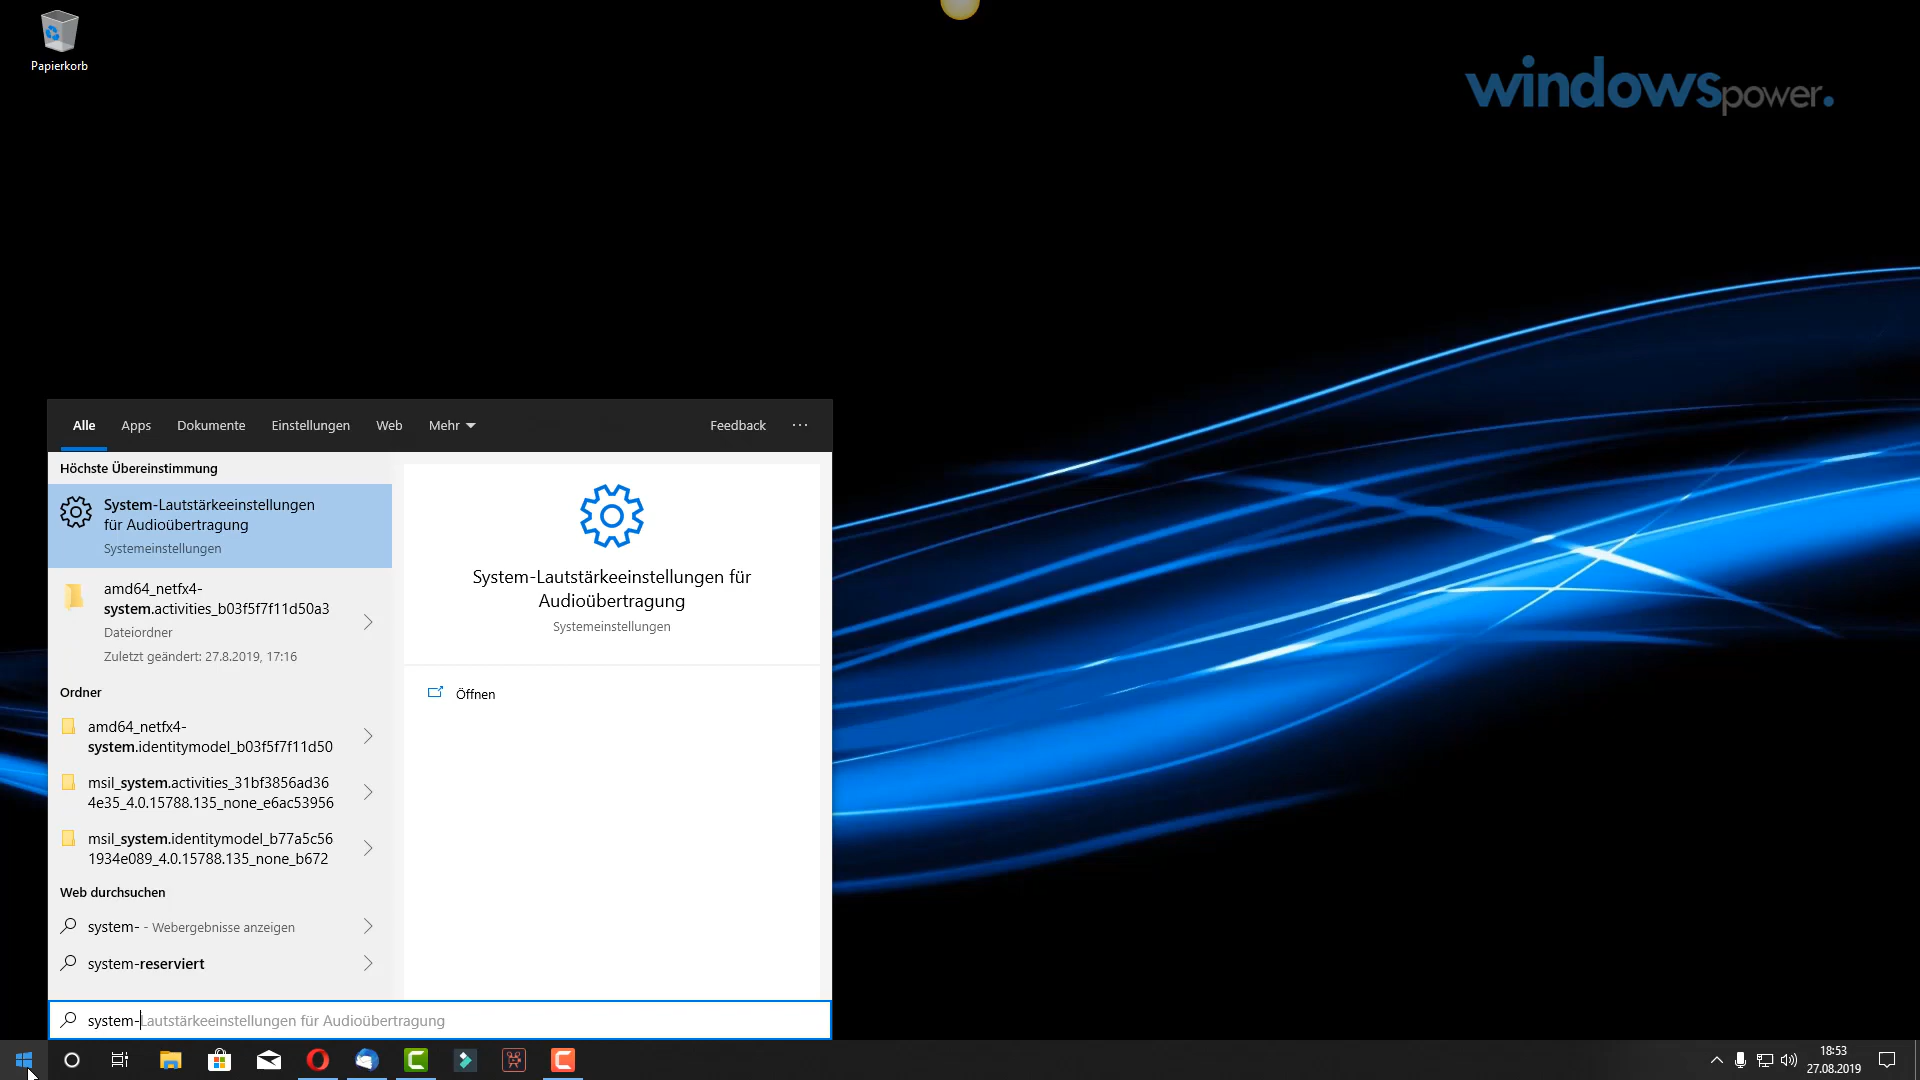 Papierkorb
windowspower.
Alle Apps Dokumente Einstellungen Web Mehr Feedback ...
Höchste Übereinstimmung
System-Lautstärkeeinstellungen
für Audioübertragung
Systemeinstellungen
amd64_netfx4-
system.activities_b03f5f7f11d50a3
Dateiordner
Zuletzt geändert: 27.8.2019, 17:16
Ordner
amd64_netfx4-
system.identitymodel_b03f5f7f11d50
msil_system.activities_31bf3856ad36
4e35_4.0.15788.135_none_e6ac53956
msil_system.identitymodel_b77a5c56
1934e089_4.0.15788.135_none_b672
Web durchsuchen
system- - Webergebnisse anzeigen
system-reserviert
System-Lautstärkeeinstellungen für
Audioübertragung
Systemeinstellungen
Öffnen
system-Lautstärkeeinstellungen für Audioübertragung
18:53
27.08.2019